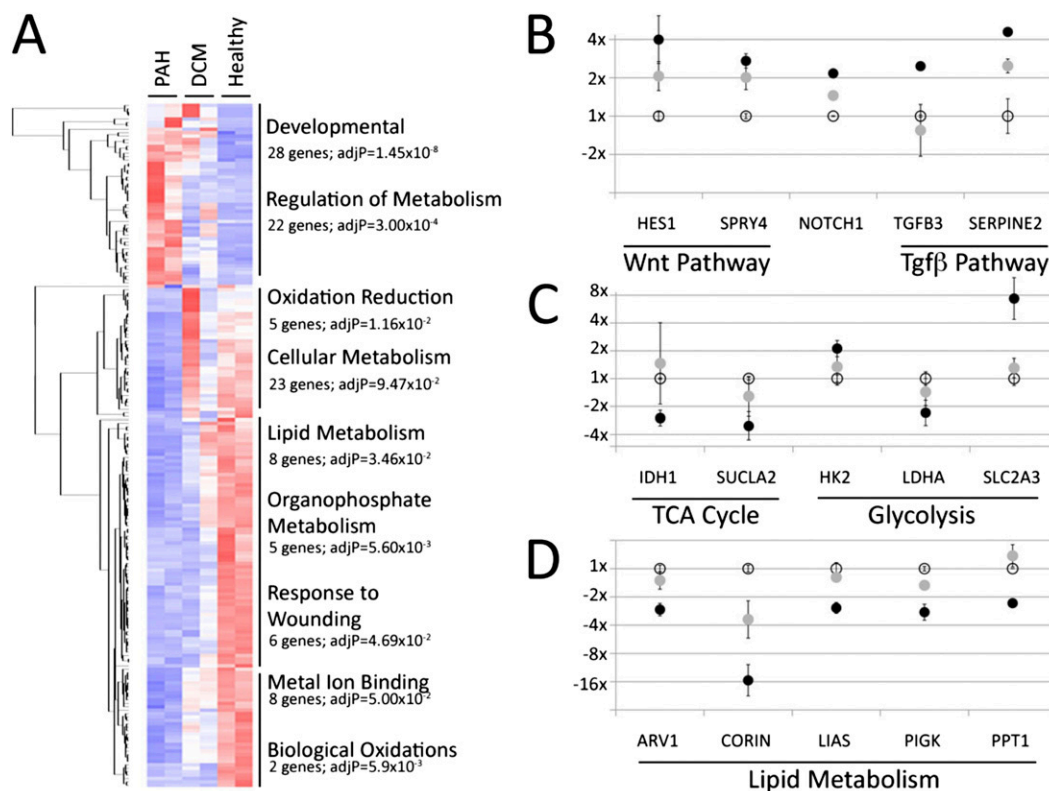 A
PAH
DCM
Healthy
Developmental
28 genes; adjP=1.45x10⁻⁸
Regulation of Metabolism
22 genes; adjP=3.00x10⁻⁴
Oxidation Reduction
5 genes; adjP=1.16x10⁻²
Cellular Metabolism
23 genes; adjP=9.47x10⁻²
Lipid Metabolism
8 genes; adjP=3.46x10⁻²
Organophosphate
Metabolism
5 genes; adjP=5.60x10⁻³
Response to
Wounding
6 genes; adjP=4.69x10⁻²
Metal Ion Binding
8 genes; adjP=5.00x10⁻²
Biological Oxidations
2 genes; adjP=5.9x10⁻³
B
4x
2x
1x
-2x
HES1 SPRY4 NOTCH1 TGFB3 SERPINE2
Wnt Pathway Tgfβ Pathway
C
8x
4x
2x
1x
-2x
-4x
IDH1 SUCLA2 HK2 LDHA SLC2A3
TCA Cycle Glycolysis
D
1x
-2x
-4x
-8x
-16x
ARV1 CORIN LIAS PIGK PPT1
Lipid Metabolism